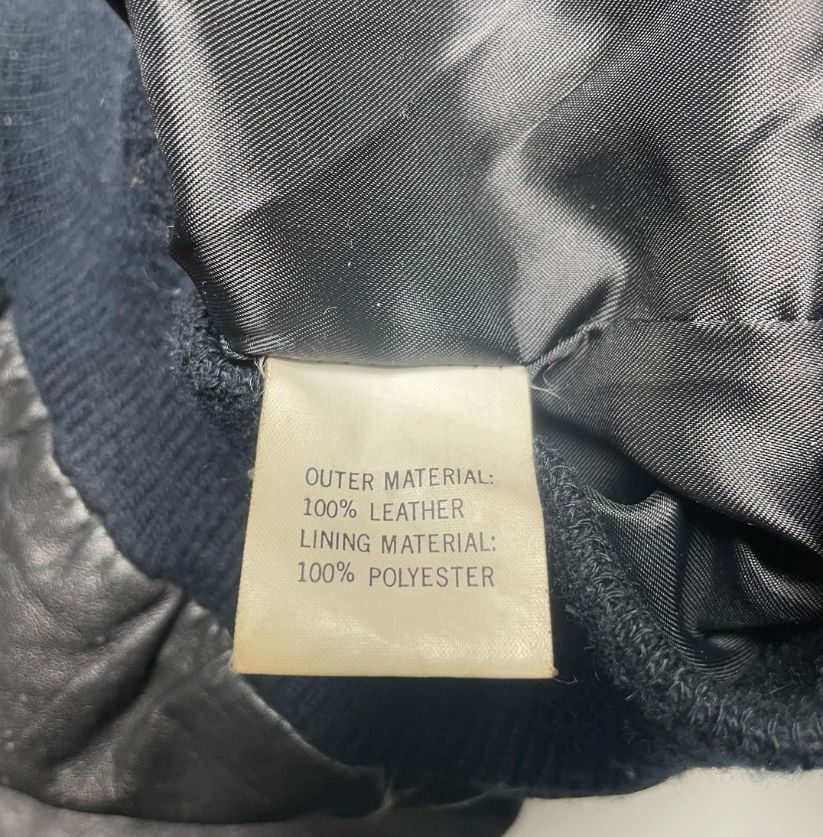 OUTER MATERIAL:
100% LEATHER
LINING MATERIAL:
100% POLYESTER